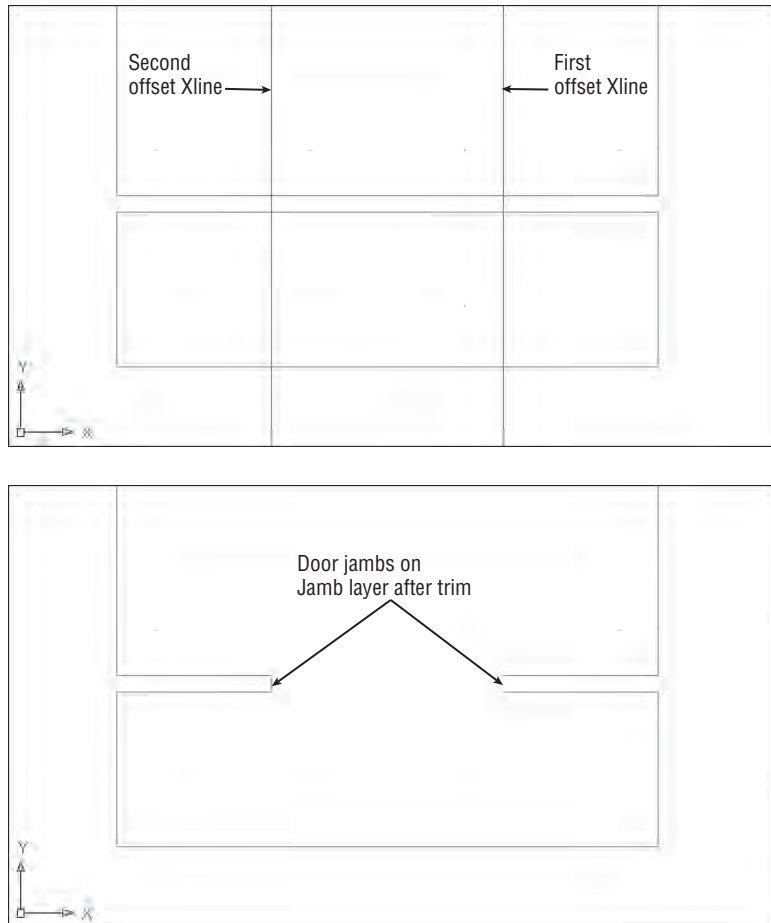 Second
offset Xline
First
offset Xline
Y
X
Door jambs on
Jamb layer after trim
Y
X